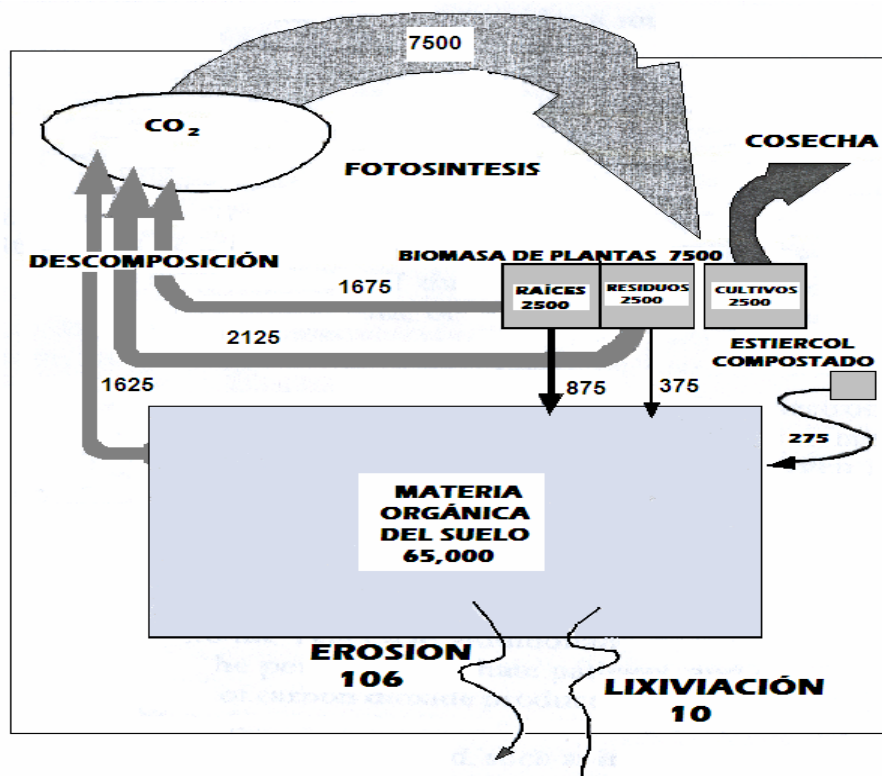 7500
CO₂
COSECHA
FOTOSINTESIS
DESCOMPOSICIÓN
BIOMASA DE PLANTAS 7500
1675
RAÍCES
2500
RESIDUOS
2500
CULTIVOS
2500
2125
ESTIERCOL
COMPOSTADO
1625
875
375
275
MATERIA
ORGÁNICA
DEL SUELO
65,000
EROSION
106
LIXIVIACIÓN
10